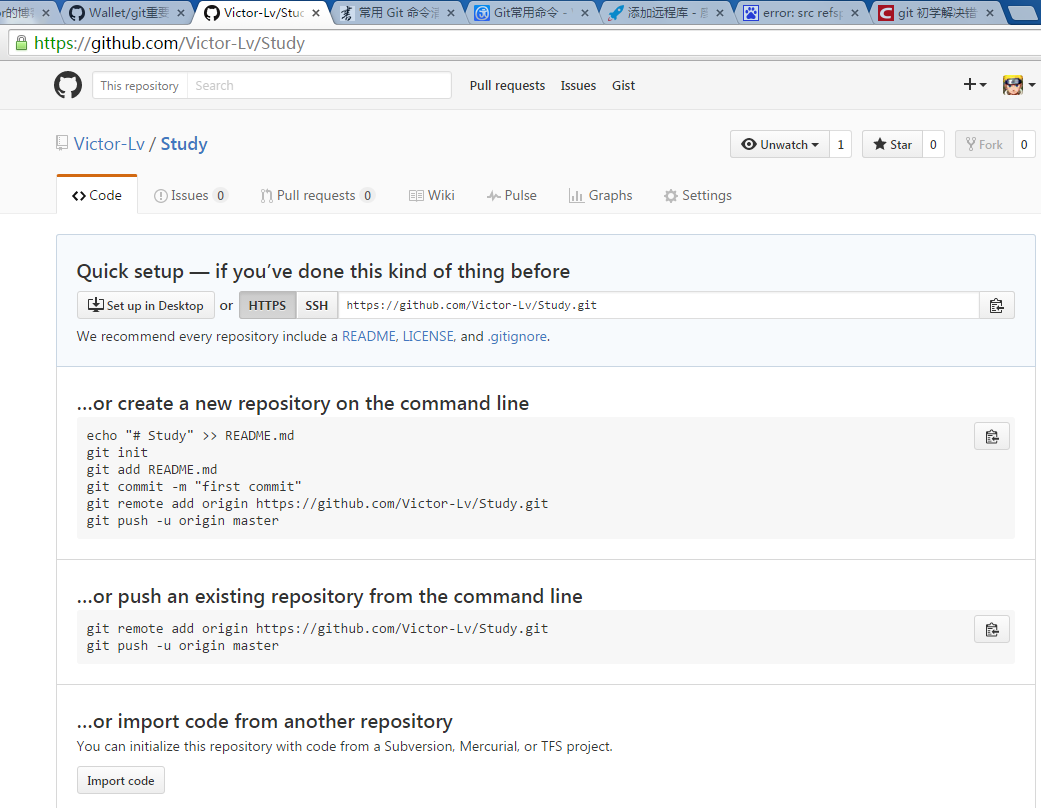 Wallet/git重要
Victor-Lv/Stud
常用 Git 命令清
Git常用命令 -
添加远程库 -
error: src refsp
git 初学解决错
https://github.com/Victor-Lv/Study
This repository Search Pull requests Issues Gist
Victor-Lv / Study
Unwatch 1 Star 0 Fork 0
Code Issues 0 Pull requests 0 Wiki Pulse Graphs Settings
Quick setup — if you’ve done this kind of thing before
Set up in Desktop or HTTPS SSH https://github.com/Victor-Lv/Study.git
We recommend every repository include a README, LICENSE, and .gitignore.
…or create a new repository on the command line
echo "# Study" >> README.md
git init
git add README.md
git commit -m "first commit"
git remote add origin https://github.com/Victor-Lv/Study.git
git push -u origin master
…or push an existing repository from the command line
git remote add origin https://github.com/Victor-Lv/Study.git
git push -u origin master
…or import code from another repository
You can initialize this repository with code from a Subversion, Mercurial, or TFS project.
Import code